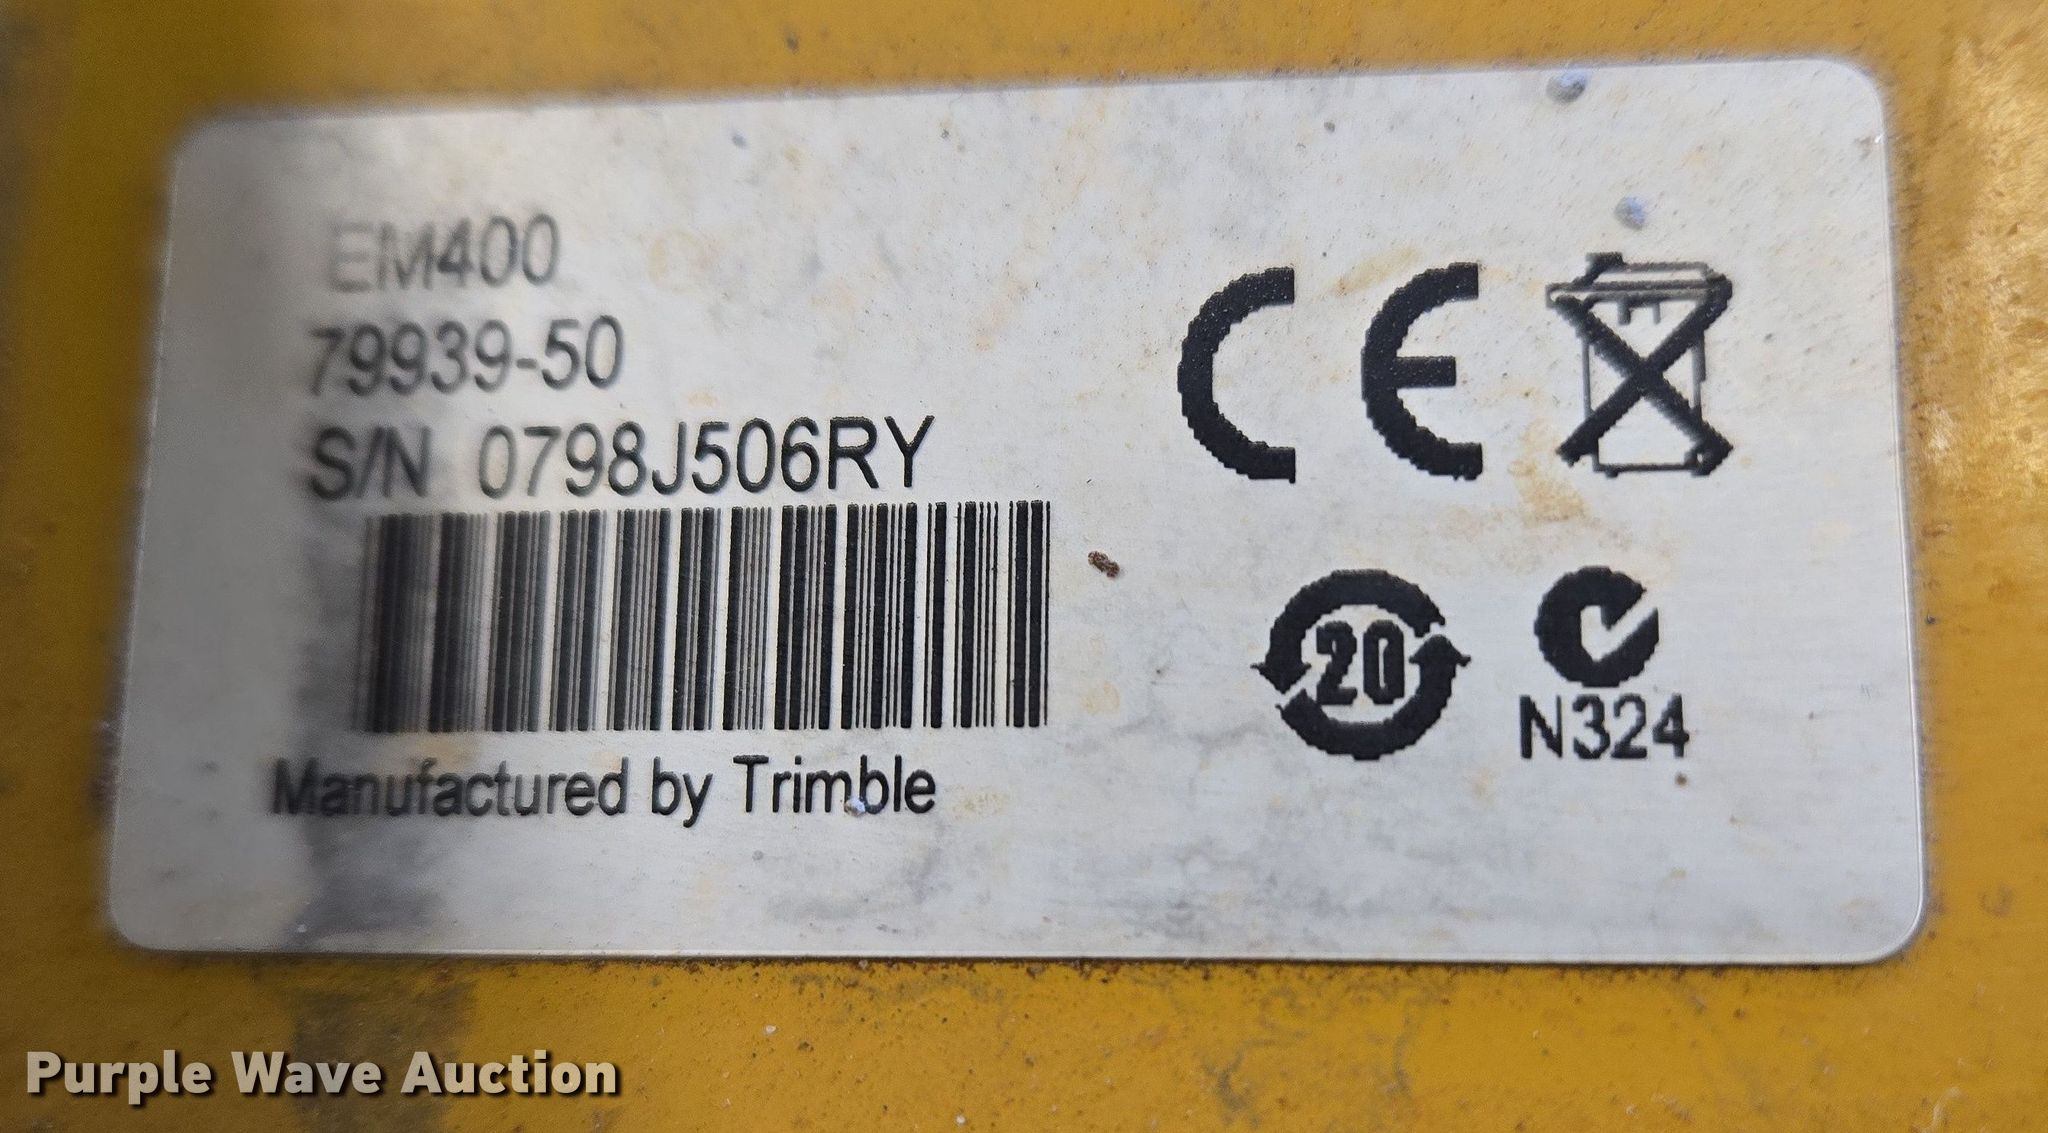 EM400
79939-50
S/N 0798J506RY
Manufactured by Trimble
CE
20
N324
Purple Wave Auction